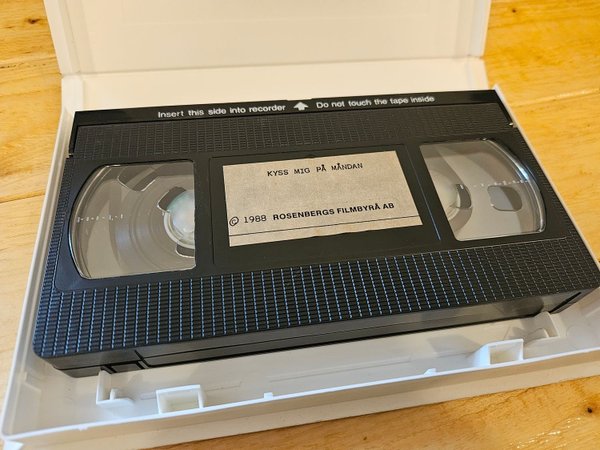 Insert this side into recorder ⬆ Do not touch the tape inside
KYSS MIG PÅ MÅNDAN
© 1988 ROSENBERGS FILMBYRÅ AB